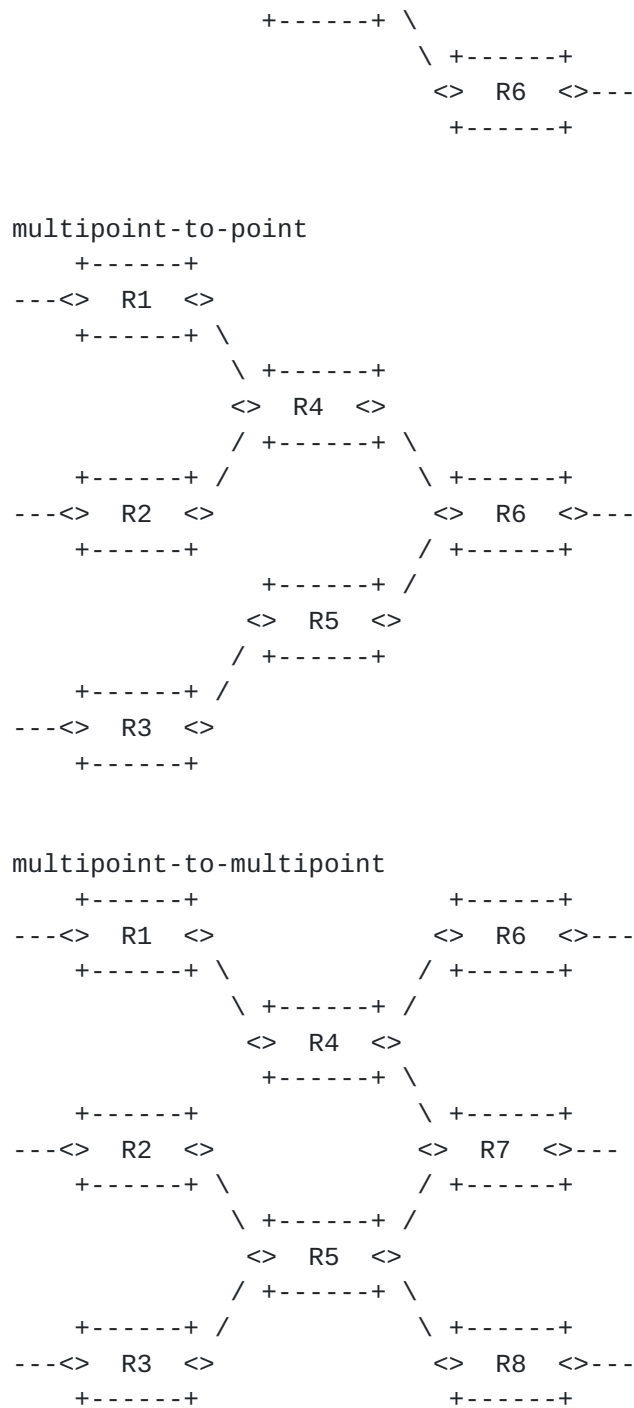 +------+ \
                          \ +------+
                           <>  R6  <>---
                            +------+

multipoint-to-point
    +------+
---<>  R1  <>
    +------+ \
              \ +------+
              <>  R4  <>
              / +------+ \
    +------+ /            \ +------+
---<>  R2  <>              <>  R6  <>---
    +------+              / +------+
                +------+ /
               <>  R5  <>
              / +------+
    +------+ /
---<>  R3  <>
    +------+

multipoint-to-multipoint
    +------+                +------+
---<>  R1  <>              <>  R6  <>---
    +------+ \            / +------+
              \ +------+ /
               <>  R4  <>
                +------+ \
    +------+              \ +------+
---<>  R2  <>             <>  R7  <>---
    +------+ \            / +------+
              \ +------+ /
               <>  R5  <>
              / +------+ \
    +------+ /            \ +------+
---<>  R3  <>              <>  R8  <>---
    +------+                +------+